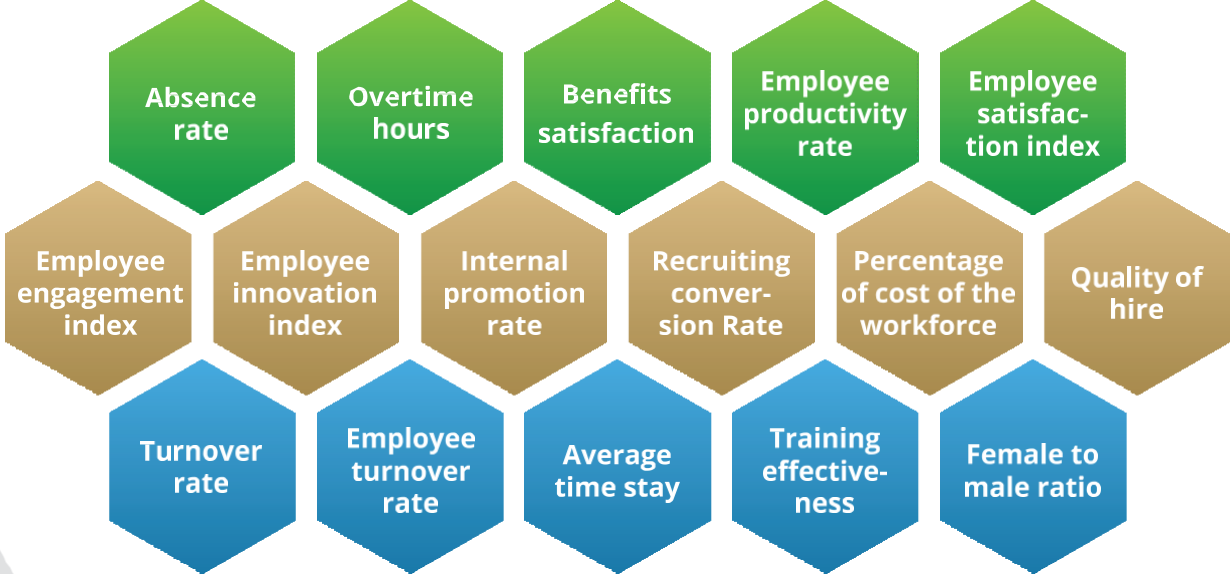 Absence
rate
Overtime
hours
Benefits
satisfaction
Employee
productivity
rate
Employee
satisfac-
tion index
Employee
engagement
index
Employee
innovation
index
Internal
promotion
rate
Recruiting
conver-
sion Rate
Percentage
of cost of the
workforce
Quality of
hire
Turnover
rate
Employee
turnover
rate
Average
time stay
Training
effective-
ness
Female to
male ratio